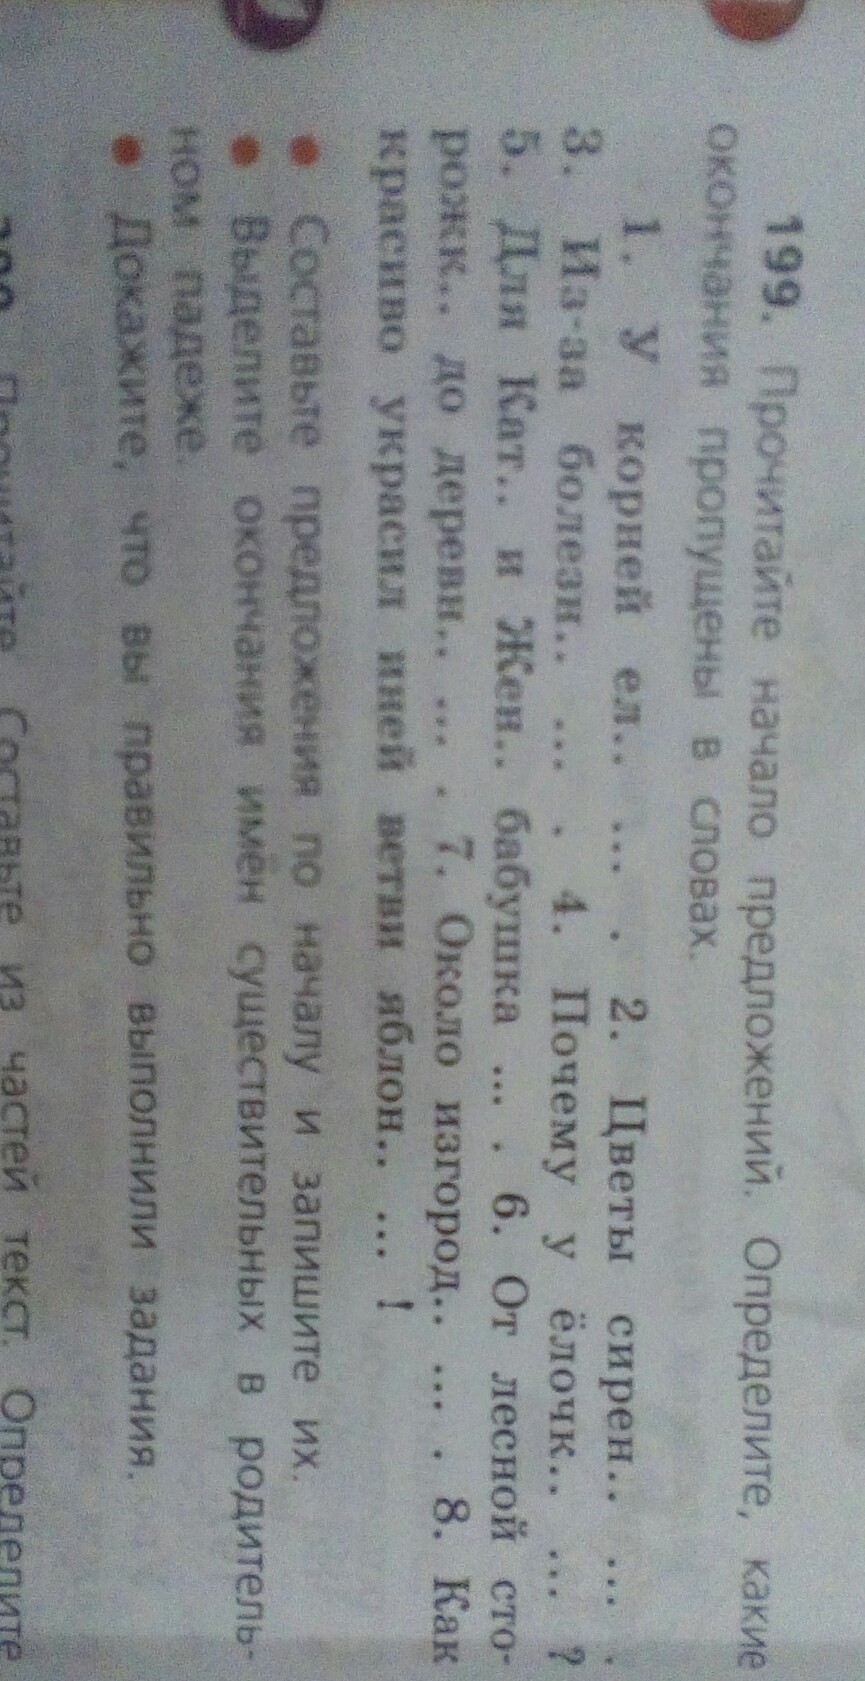 199. Прочитайте начало предложений. Определите, какие
окончания пропущены в словах.
1. У корней ел.. ... . 2. Цветы сирен.. ... .
3. Из-за болезн.. ... . 4. Почему у ёлочк.. ... ?
5. Для Кат.. и Жен.. бабушка ... . 6. От лесной сто-
рожк.. до деревн.. ... . 7. Около изгород.. ... . 8. Как
красиво украсил иней ветви яблон.. ... !
• Составьте предложения по началу и запишите их.
• Выделите окончания имён существительных в родитель-
ном падеже.
• Докажите, что вы правильно выполнили задания.
Прочитайте. Составьте из частей текст. Определите